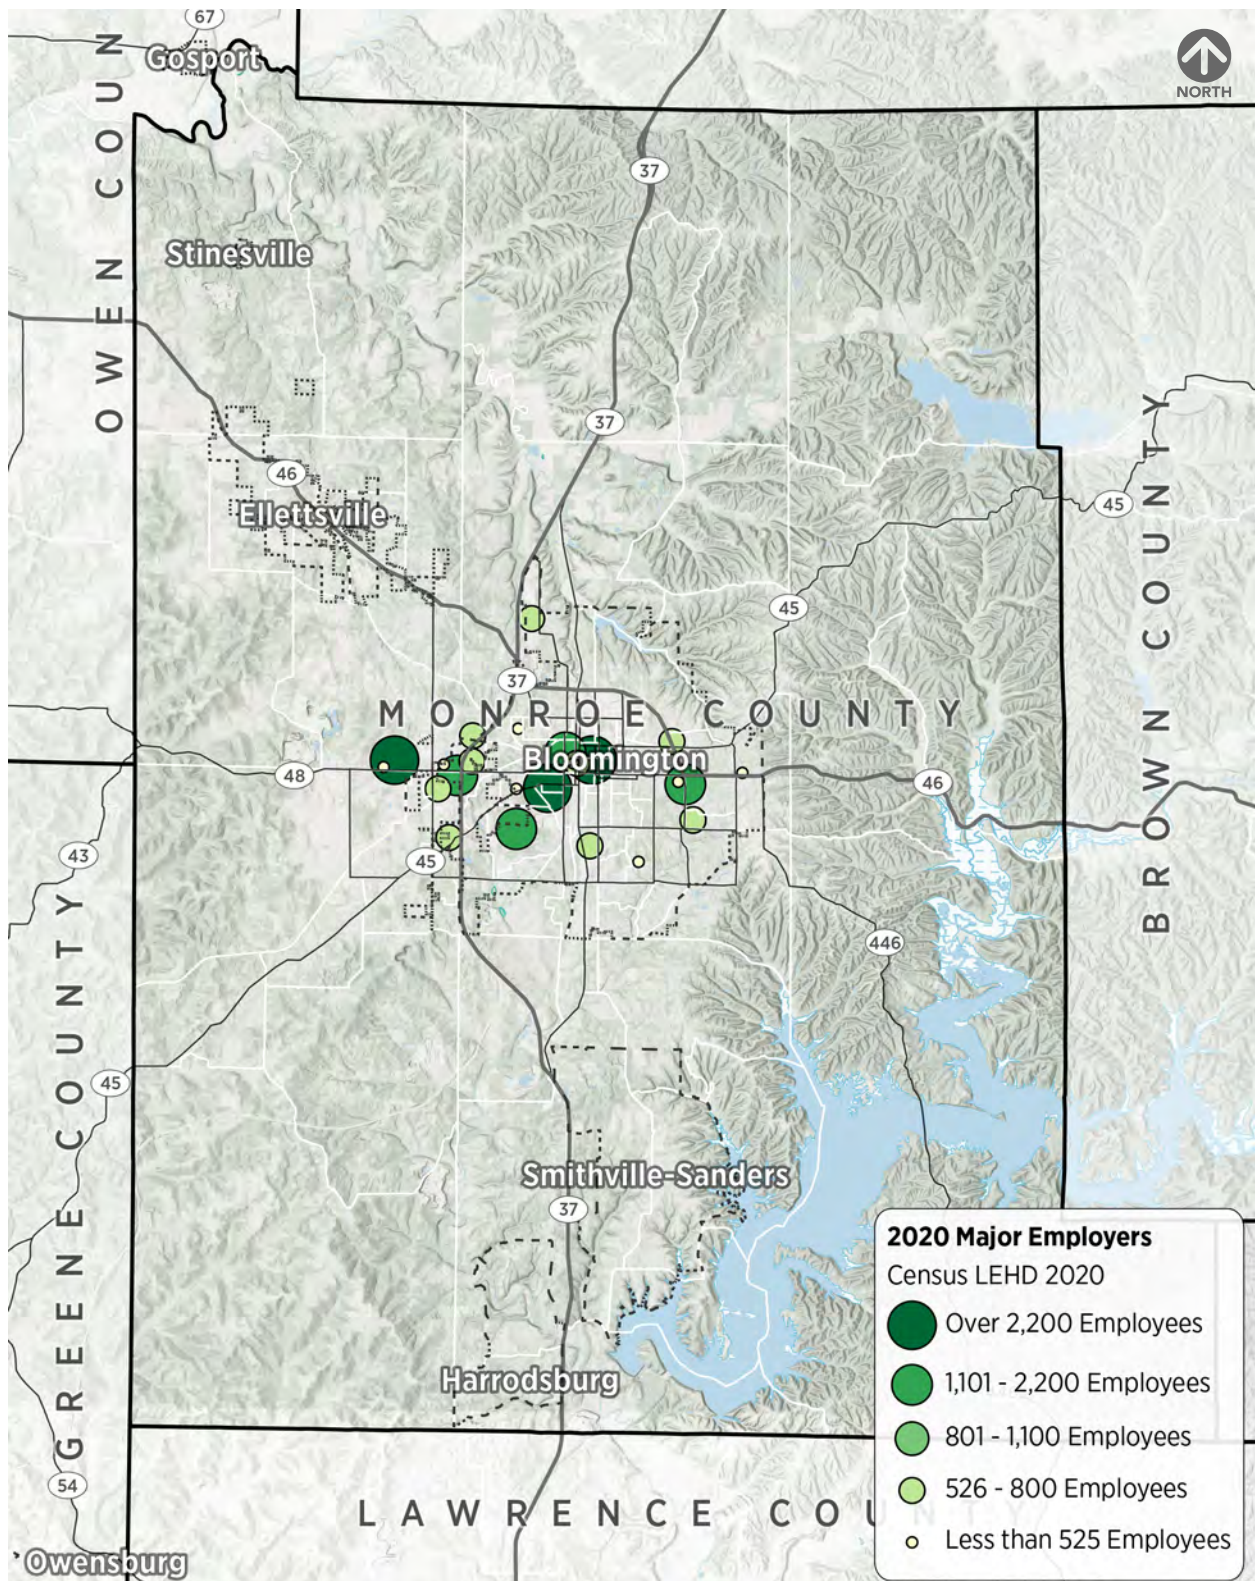 67
OWEN COUN
Gosport
NORTH
37
Stinesville
37
46
Ellettsville
45
BROWN COUNTY
45
37
MONROE COUNTY
Bloomington
48
46
43
45
446
GREENE COUNTY
45
Smithville-Sanders
37
Harrodsburg
54
LAWRENCE COUNTY
Owensburg
2020 Major Employers
Census LEHD 2020
Over 2,200 Employees
1,101 - 2,200 Employees
801 - 1,100 Employees
526 - 800 Employees
Less than 525 Employees